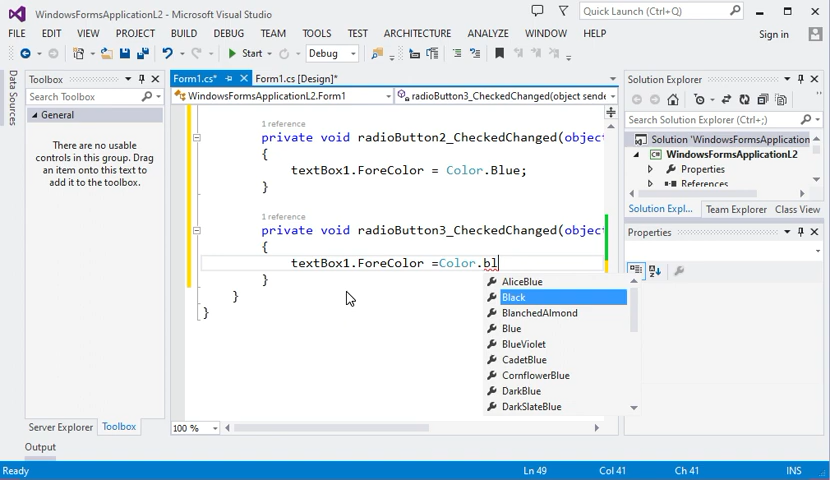 WindowsFormsApplicationL2 - Microsoft Visual Studio
Quick Launch (Ctrl+Q)
FILE EDIT VIEW PROJECT BUILD DEBUG TEAM TOOLS TEST ARCHITECTURE ANALYZE WINDOW HELP Sign in
Start Debug
Data Sources
Toolbox
Search Toolbox
General
There are no usable
controls in this group. Drag
an item onto this text to
add it to the toolbox.
Server Explorer Toolbox
Form1.cs* Form1.cs [Design]*
WindowsFormsApplicationL2.Form1 radioButton3_CheckedChanged(object sende
1 reference
private void radioButton2_CheckedChanged(objec
{
textBox1.ForeColor = Color.Blue;
}
1 reference
private void radioButton3_CheckedChanged(objec
{
textBox1.ForeColor =Color.bl
}
}
}
AliceBlue
Black
BlanchedAlmond
Blue
BlueViolet
CadetBlue
CornflowerBlue
DarkBlue
DarkSlateBlue
100 %
Solution Explorer
Search Solution Explorer (Ctrl+;)
Solution 'WindowsFormsApplication
WindowsFormsApplicationL2
Properties
References
Solution Expl... Team Explorer Class View
Properties
Output
Ready Ln 49 Col 41 Ch 41 INS